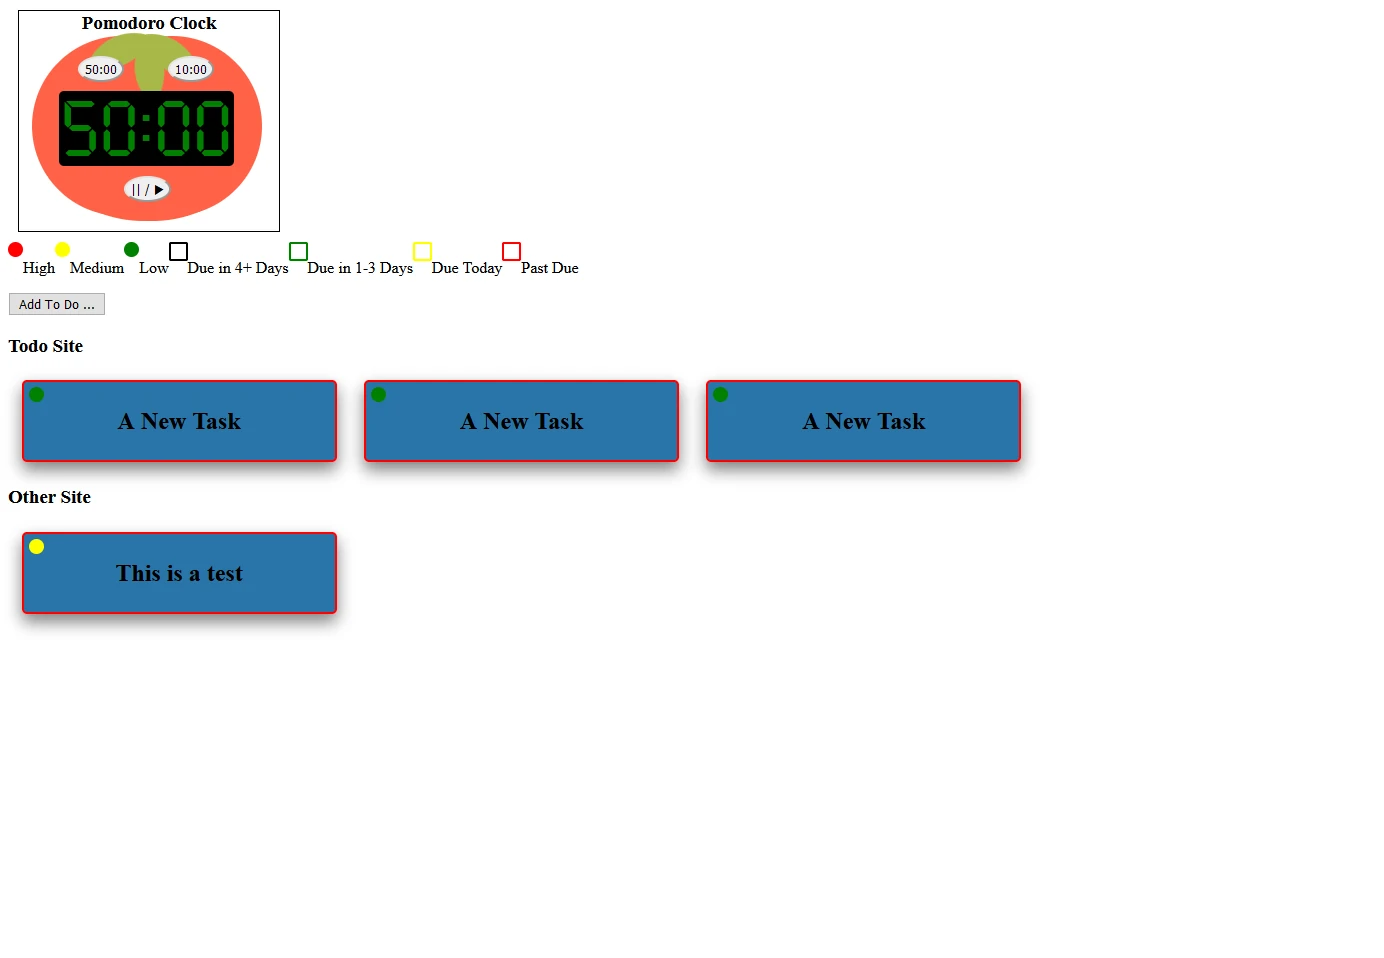 Pomodoro Clock
50:00 10:00
50:00
|| / ▶
High Medium Low Due in 4+ Days Due in 1-3 Days Due Today Past Due
Add To Do ...
Todo Site
A New Task A New Task A New Task
Other Site
This is a test